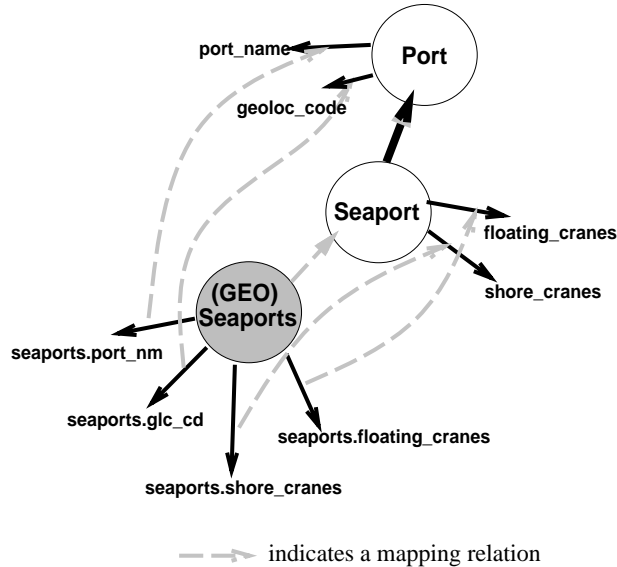 port_name
Port
geoloc_code
Seaport
floating_cranes
shore_cranes
(GEO)
Seaports
seaports.port_nm
seaports.glc_cd
seaports.floating_cranes
seaports.shore_cranes
indicates a mapping relation